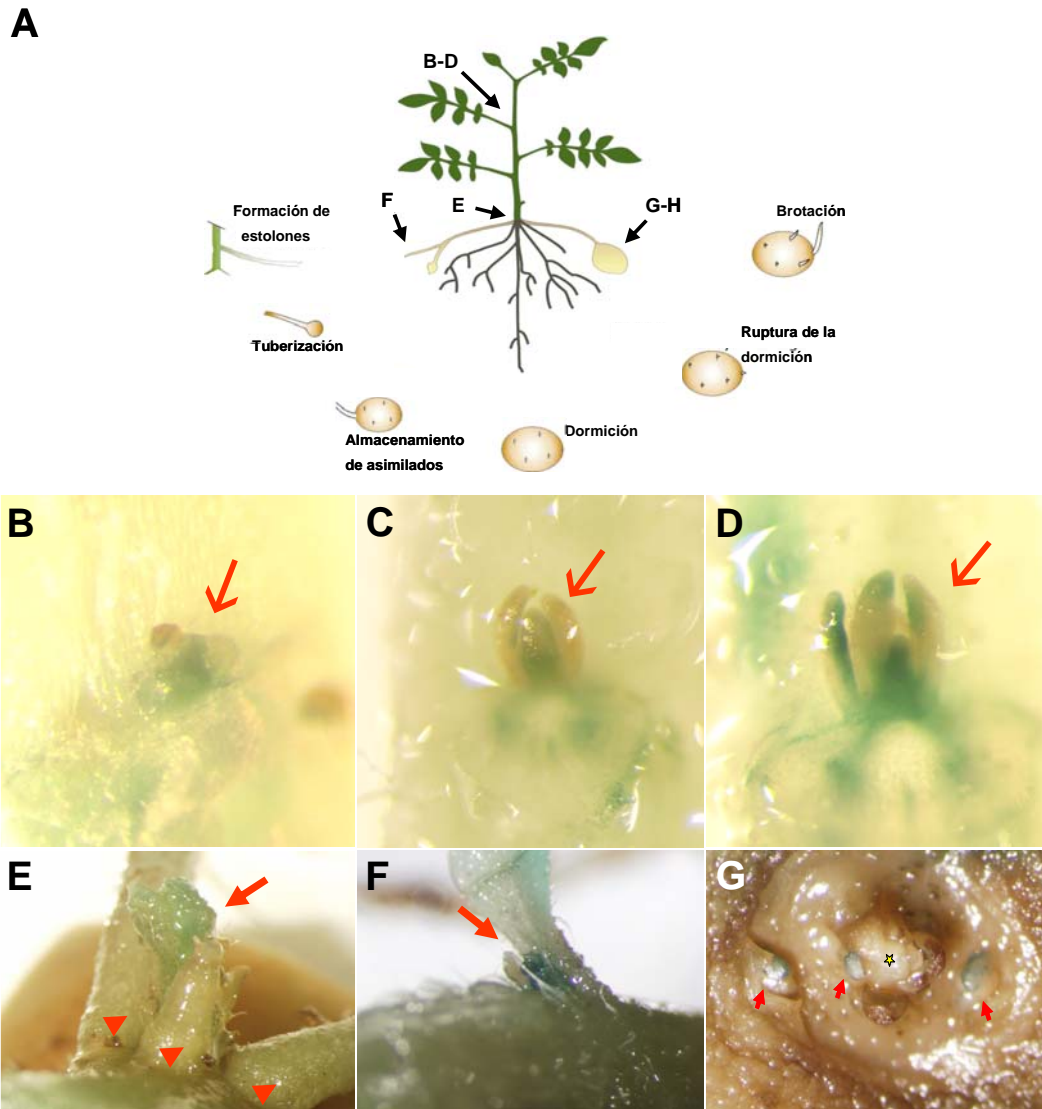 A
B-D
F
E
G-H
Formación de
estolones
Brotación
Tuberización
Ruptura de la
dormición
Almacenamiento
de asimilados
Dormición
B
C
D
E
F
G